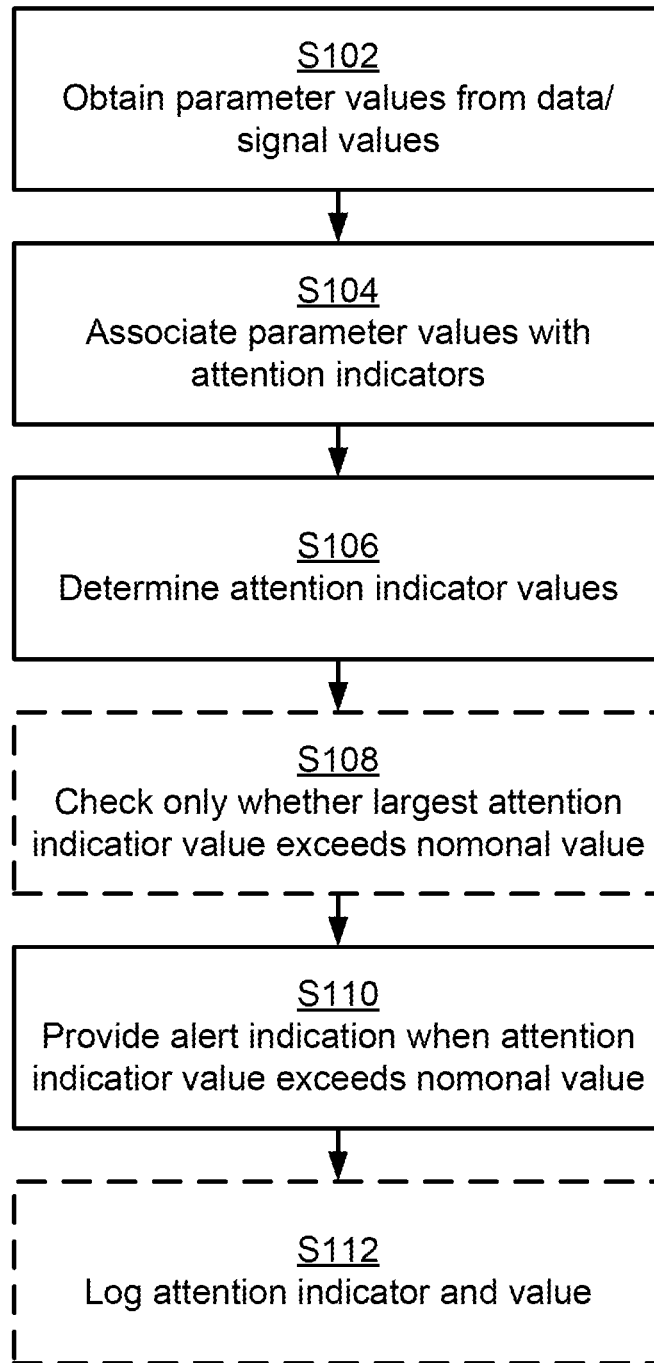 S102
Obtain parameter values from data/
signal values
S104
Associate parameter values with
attention indicators
S106
Determine attention indicator values
S108
Check only whether largest attention
indicatior value exceeds nomonal value
S110
Provide alert indication when attention
indicatior value exceeds nomonal value
S112
Log attention indicator and value